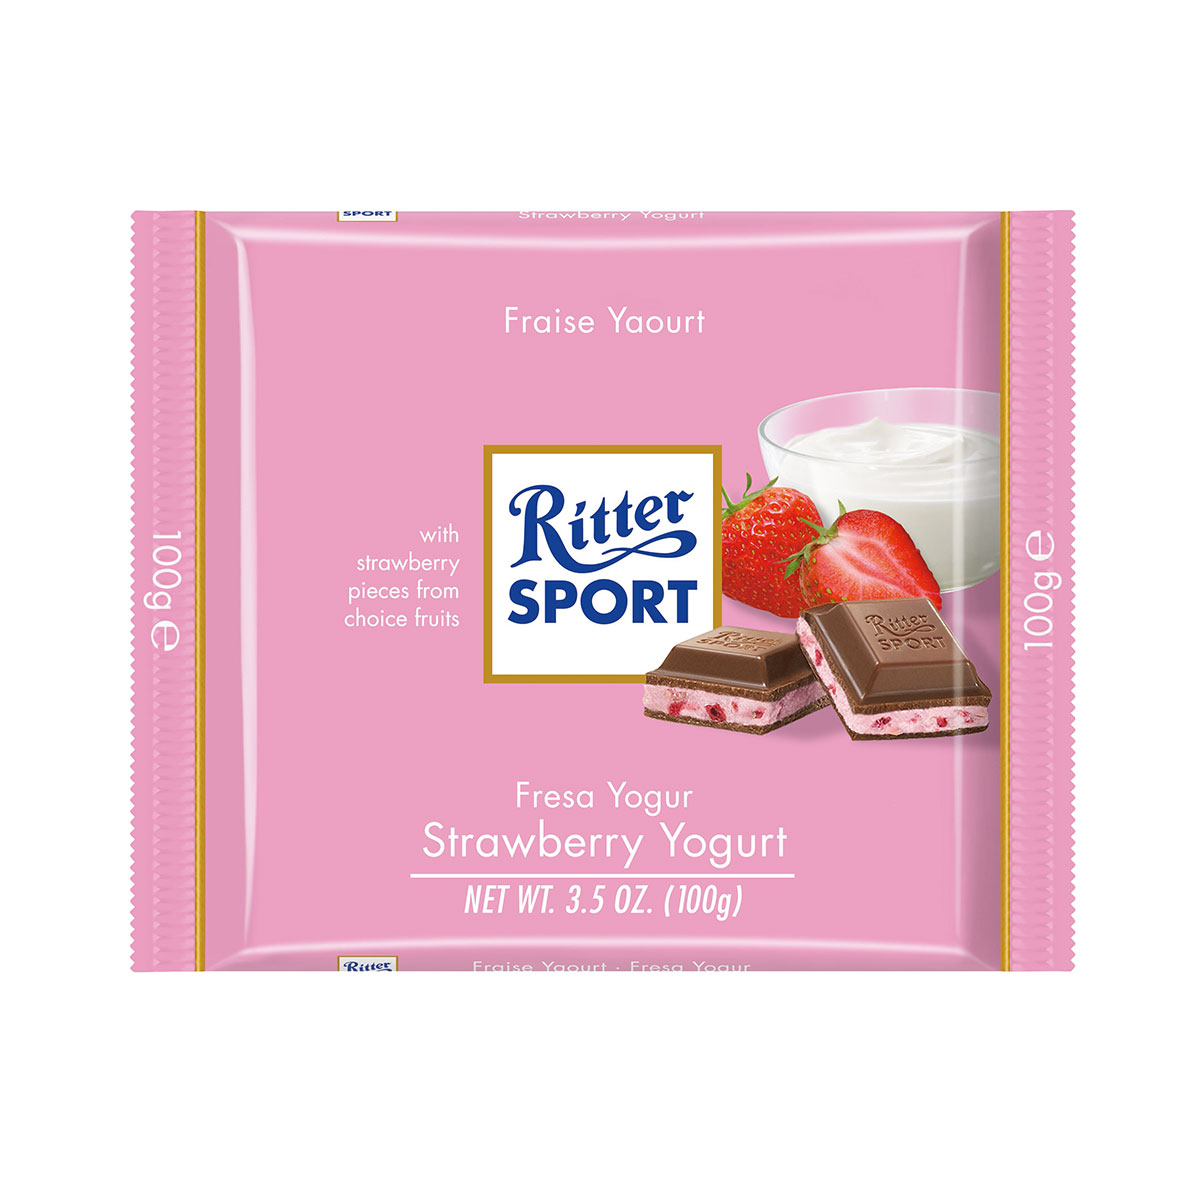 SPORT
Strawberry Yogurt
Fraise Yaourt
with
strawberry
pieces from
choice fruits
Ritter
SPORT
Ritter
SPORT
Ritter
SPORT
100g ℮
100g ℮
Fresa Yogur
Strawberry Yogurt
NET WT. 3.5 OZ. (100g)
Ritter
Fraise Yaourt · Fresa Yogur